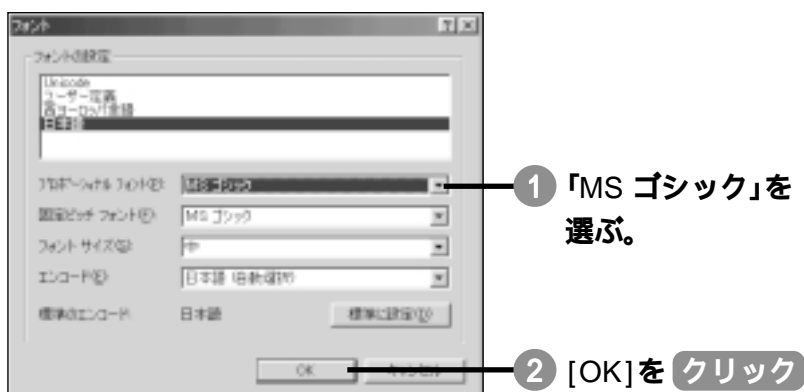 フォント
フォントの設定
Unicode
ユーザー定義
西ヨーロッパ言語
日本語
プロポーショナル フォント(P):
MS ゴシック
固定ピッチ フォント(F):
MS ゴシック
フォント サイズ(S):
中
エンコード(E):
日本語 (自動選択)
標準のエンコード:
日本語
標準に設定(D)
OK
キャンセル
1 「MS ゴシック」を
選ぶ。
2 [OK]を クリック